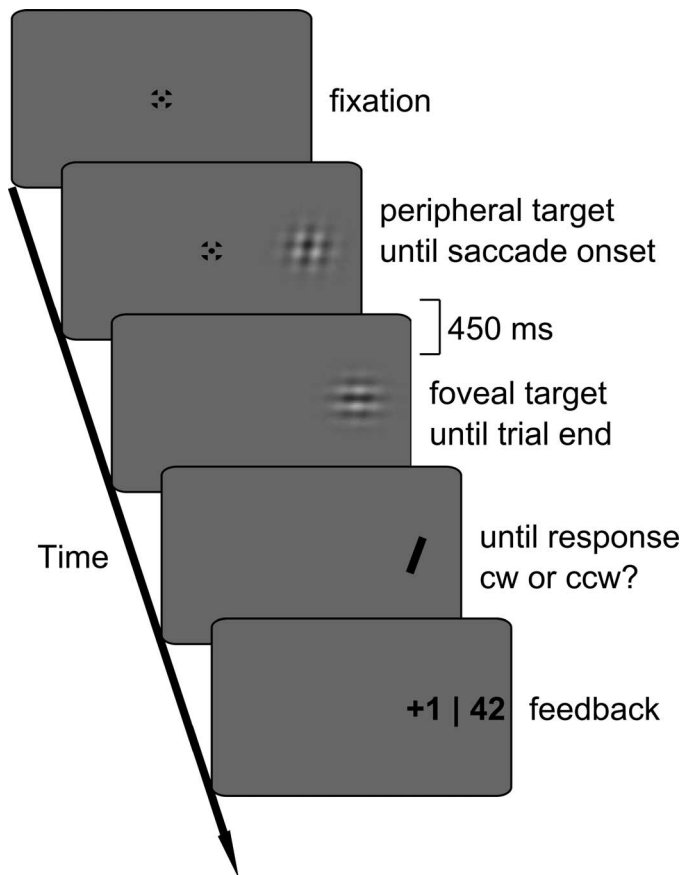 fixation
peripheral target
until saccade onset
450 ms
foveal target
until trial end
until response
cw or ccw?
Time
+1 | 42
feedback